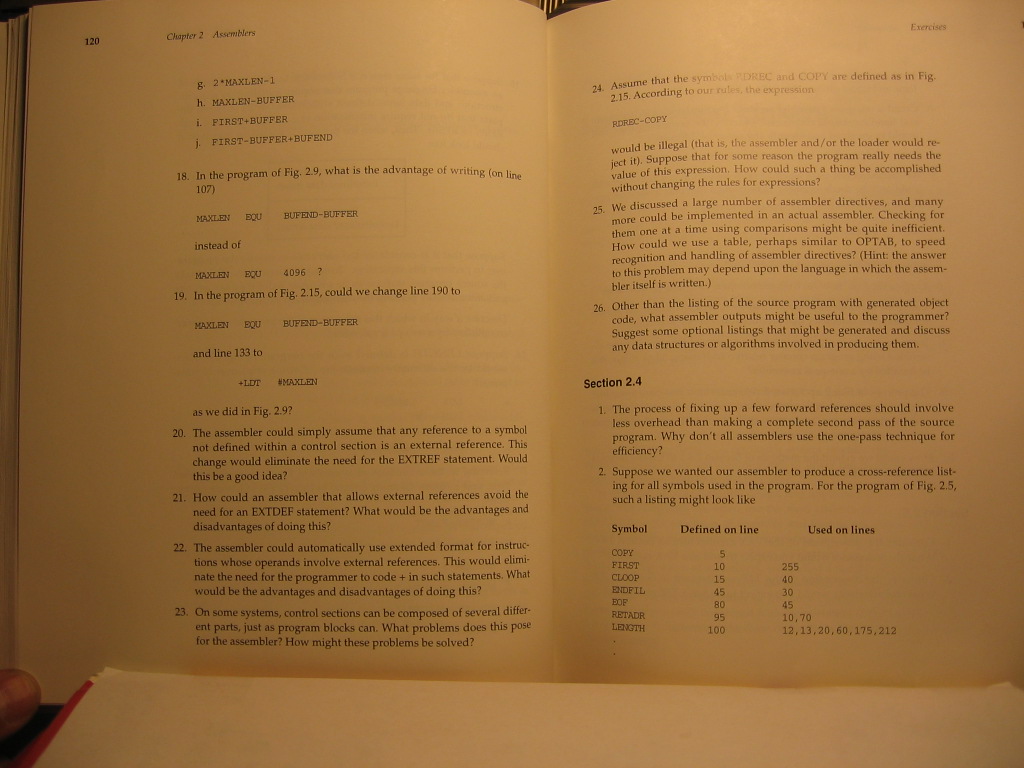 120
Chapter 2 Assemblers
g. 2*MAXLEN-1
h. MAXLEN-BUFFER
i. FIRST+BUFFER
j. FIRST-BUFFER+BUFEND
18. In the program of Fig. 2.9, what is the advantage of writing (on line
107)
MAXLEN EQU BUFEND-BUFFER
instead of
MAXLEN EQU 4096 ?
19. In the program of Fig. 2.15, could we change line 190 to
MAXLEN EQU BUFEND-BUFFER
and line 133 to
+LDT #MAXLEN
as we did in Fig. 2.9?
20. The assembler could simply assume that any reference to a symbol
not defined within a control section is an external reference. This
change would eliminate the need for the EXTREF statement. Would
this be a good idea?
21. How could an assembler that allows external references avoid the
need for an EXTDEF statement? What would be the advantages and
disadvantages of doing this?
22. The assembler could automatically use extended format for instruc-
tions whose operands involve external references. This would elimi-
nate the need for the programmer to code + in such statements. What
would be the advantages and disadvantages of doing this?
23. On some systems, control sections can be composed of several differ-
ent parts, just as program blocks can. What problems does this pose
for the assembler? How might these problems be solved?
Exercises
24. Assume that the symbols RDREC and COPY are defined as in Fig.
2.15. According to our rules, the expression
RDREC-COPY
would be illegal (that is, the assembler and/or the loader would re-
ject it). Suppose that for some reason the program really needs the
value of this expression. How could such a thing be accomplished
without changing the rules for expressions?
25. We discussed a large number of assembler directives, and many
more could be implemented in an actual assembler. Checking for
them one at a time using comparisons might be quite inefficient.
How could we use a table, perhaps similar to OPTAB, to speed
recognition and handling of assembler directives? (Hint: the answer
to this problem may depend upon the language in which the assem-
bler itself is written.)
26. Other than the listing of the source program with generated object
code, what assembler outputs might be useful to the programmer?
Suggest some optional listings that might be generated and discuss
any data structures or algorithms involved in producing them.
Section 2.4
1. The process of fixing up a few forward references should involve
less overhead than making a complete second pass of the source
program. Why don't all assemblers use the one-pass technique for
efficiency?
2. Suppose we wanted our assembler to produce a cross-reference list-
ing for all symbols used in the program. For the program of Fig. 2.5,
such a listing might look like
Symbol Defined on line Used on lines
COPY 5
FIRST 10 255
CLOOP 15 40
ENDFIL 45 30
EOF 80 45
RETADR 95 10,70
LENGTH 100 12,13,20,60,175,212
.